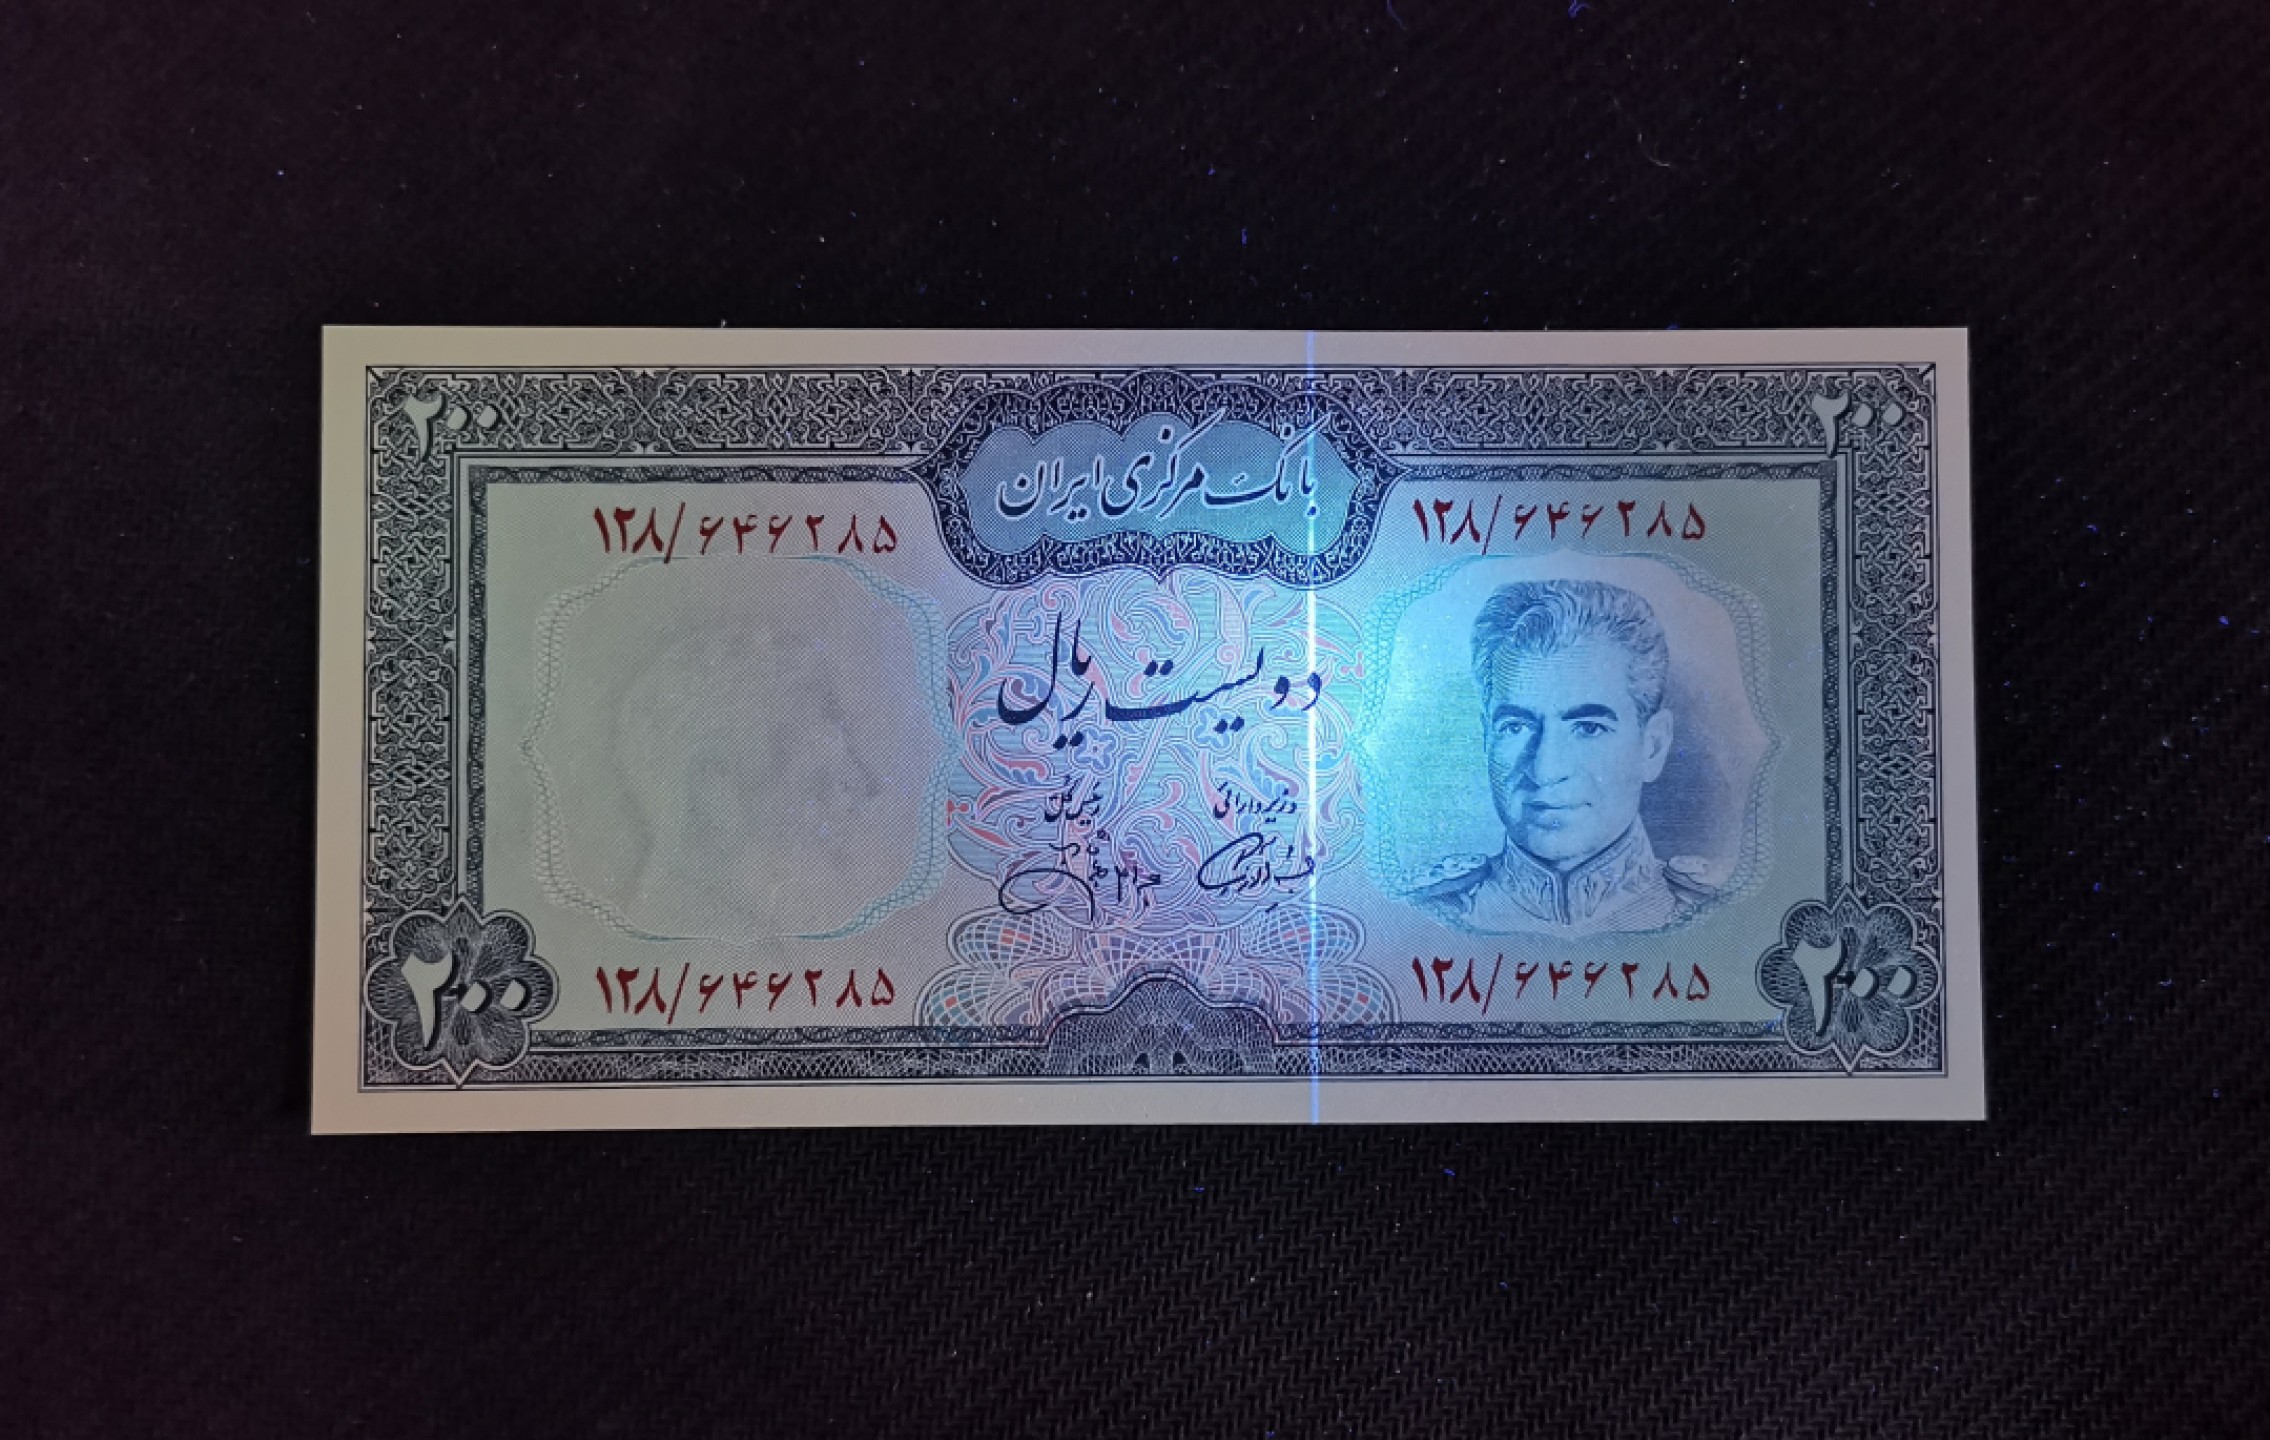 ۲۰۰ ۲۰۰
بانک مرکزی ایران
۱۲۸/۶۴۶۲۸۵ ۱۲۸/۶۴۶۲۸۵
دویست ریال
وزیر دارائی رئیس کل
۱۲۸/۶۴۶۲۸۵ ۱۲۸/۶۴۶۲۸۵
۲۰۰ ۲۰۰